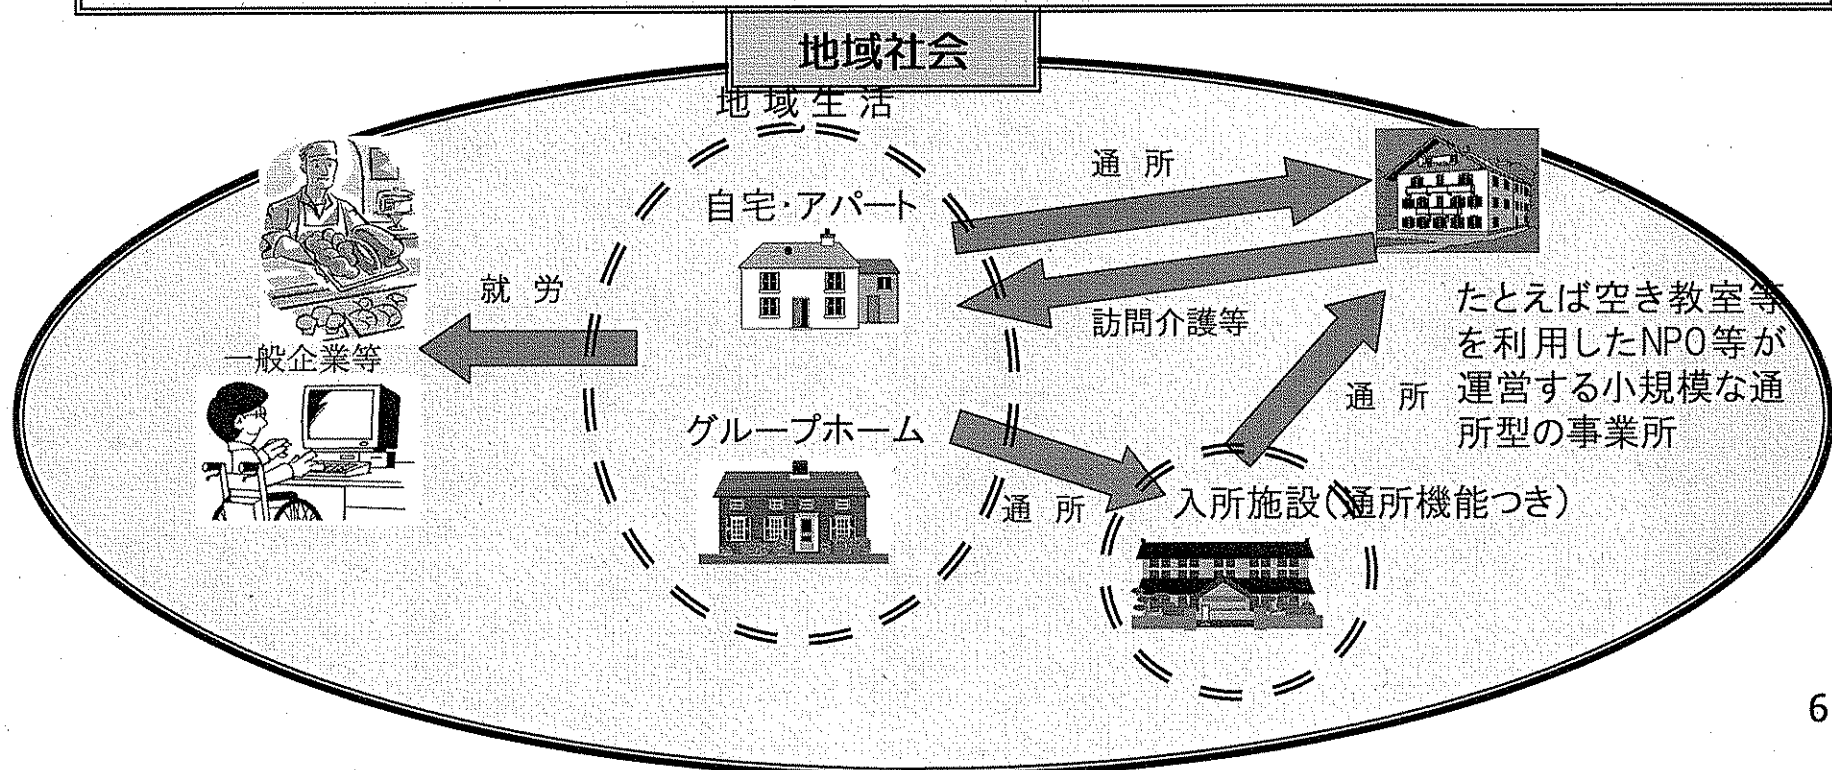 地域社会
地域生活
自宅・アパート
通所
就労
訪問介護等
一般企業等
たとえば空き教室等
を利用したNPO等が
運営する小規模な通
所型の事業所
通所
グループホーム
通所
入所施設(通所機能つき)
6